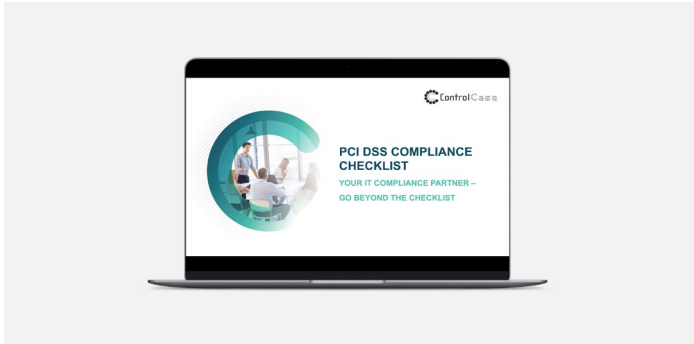 ControlCase
PCI DSS COMPLIANCE
CHECKLIST
YOUR IT COMPLIANCE PARTNER –
GO BEYOND THE CHECKLIST